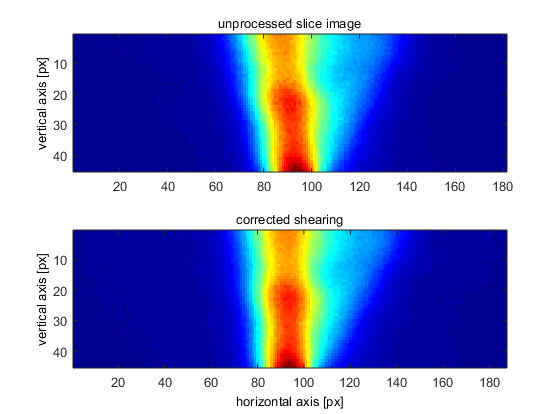 unprocessed slice image
vertical axis [px]
10
20
30
40
20 40 60 80 100 120 140 160 180
corrected shearing
vertical axis [px]
10
20
30
40
20 40 60 80 100 120 140 160 180
horizontal axis [px]